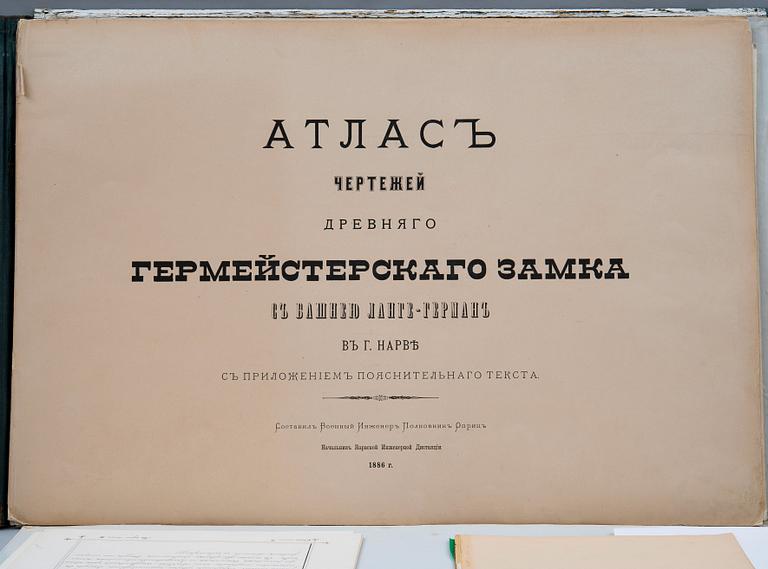 АТЛАСЪ
ЧЕРТЕЖЕЙ
ДРЕВНЯГО
ГЕРМЕЙСТЕРСКАГО ЗАМКА
СЪ БАШНЕЮ ЛАНГЕ-ГЕРМАНЪ
ВЪ Г. НАРВѢ
СЪ ПРИЛОЖЕНІЕМЪ ПОЯСНИТЕЛЬНАГО ТЕКСТА.
Составилъ Военный Инженеръ Полковникъ
Начальникъ Нарвской Инженерной Дистанціи
1886 г.